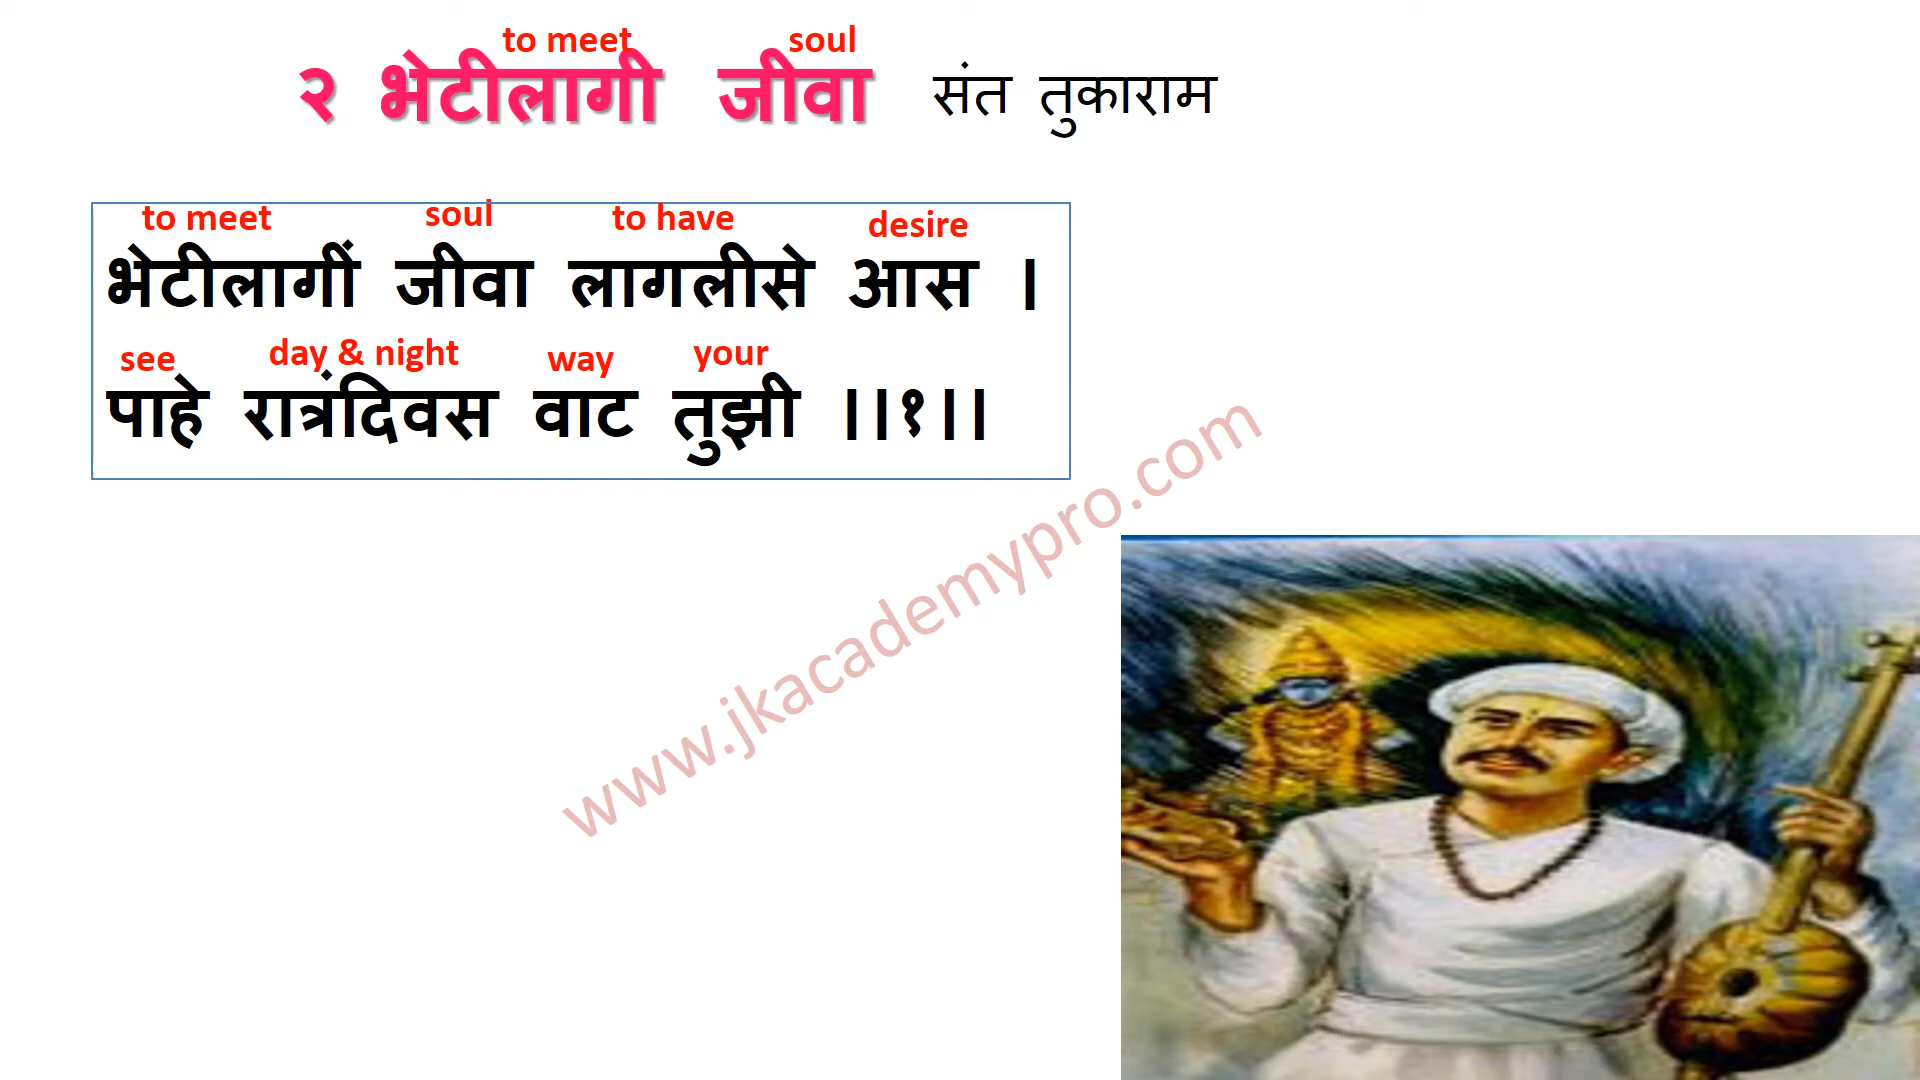 to meet soul
२ भेटीलागी जीवा संत तुकाराम
to meet soul to have desire
भेटीलागीं जीवा लागलीसे आस ।
see day & night way your
पाहे रात्रंदिवस वाट तुझी ।।१।।
www.jkacademypro.com